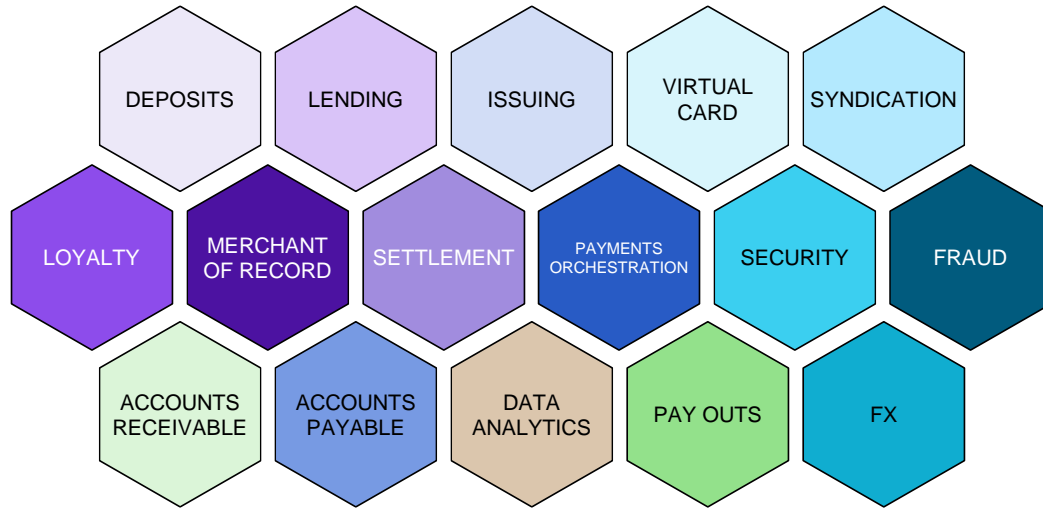 DEPOSITS
LENDING
ISSUING
VIRTUAL
CARD
SYNDICATION
LOYALTY
MERCHANT
OF RECORD
SETTLEMENT
PAYMENTS
ORCHESTRATION
SECURITY
FRAUD
ACCOUNTS
RECEIVABLE
ACCOUNTS
PAYABLE
DATA
ANALYTICS
PAY OUTS
FX